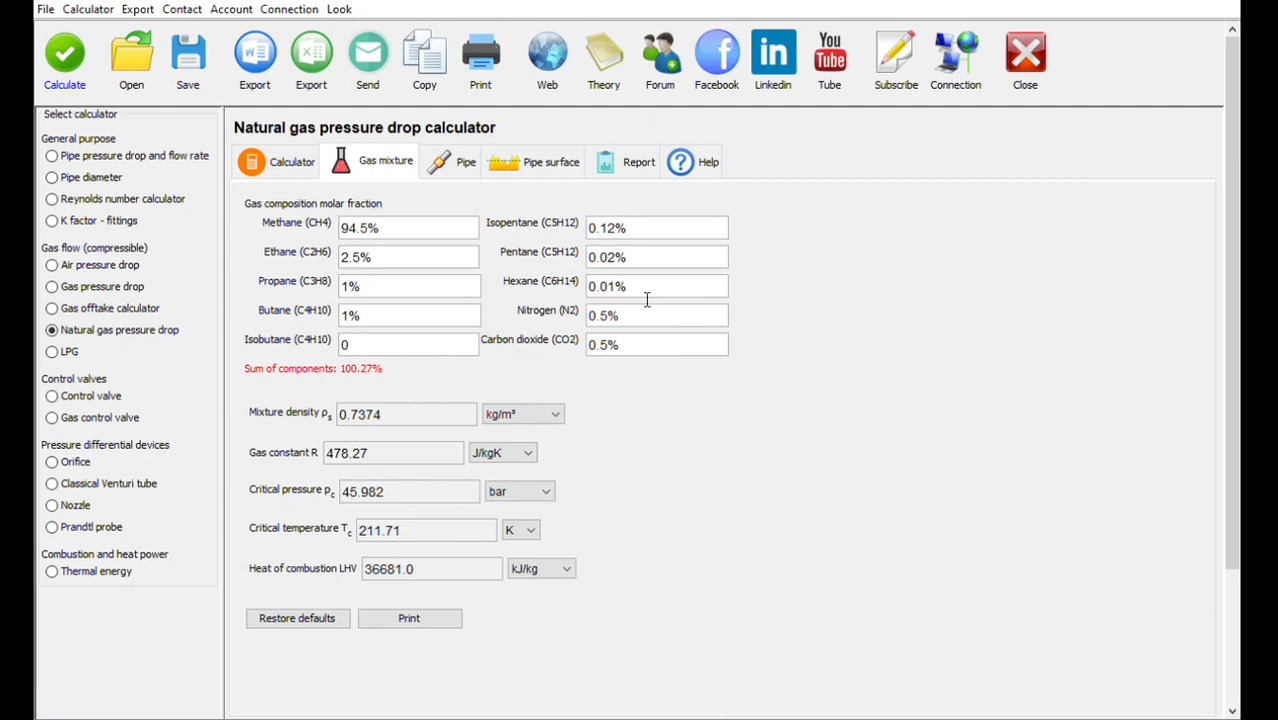 File Calculator Export Contact Account Connection Look
Calculate Open Save Export Export Send Copy Print Web Theory Forum Facebook Linkedin Tube Subscribe Connection Close
W X in You Tube
Select calculator
General purpose
Pipe pressure drop and flow rate
Pipe diameter
Reynolds number calculator
K factor - fittings
Gas flow (compressible)
Air pressure drop
Gas pressure drop
Gas offtake calculator
Natural gas pressure drop
LPG
Control valves
Control valve
Gas control valve
Pressure differential devices
Orifice
Classical Venturi tube
Nozzle
Prandtl probe
Combustion and heat power
Thermal energy
Natural gas pressure drop calculator
Calculator Gas mixture Pipe Pipe surface Report ? Help
Gas composition molar fraction
Methane (CH4) 94.5% Isopentane (C5H12) 0.12%
Ethane (C2H6) 2.5% Pentane (C5H12) 0.02%
Propane (C3H8) 1% Hexane (C6H14) 0.01%
Butane (C4H10) 1% Nitrogen (N2) 0.5%
Isobutane (C4H10) 0 Carbon dioxide (CO2) 0.5%
Sum of components: 100.27%
Mixture density ρs 0.7374 kg/m³
Gas constant R 478.27 J/kgK
Critical pressure pc 45.982 bar
Critical temperature Tc 211.71 K
Heat of combustion LHV 36681.0 kJ/kg
Restore defaults Print